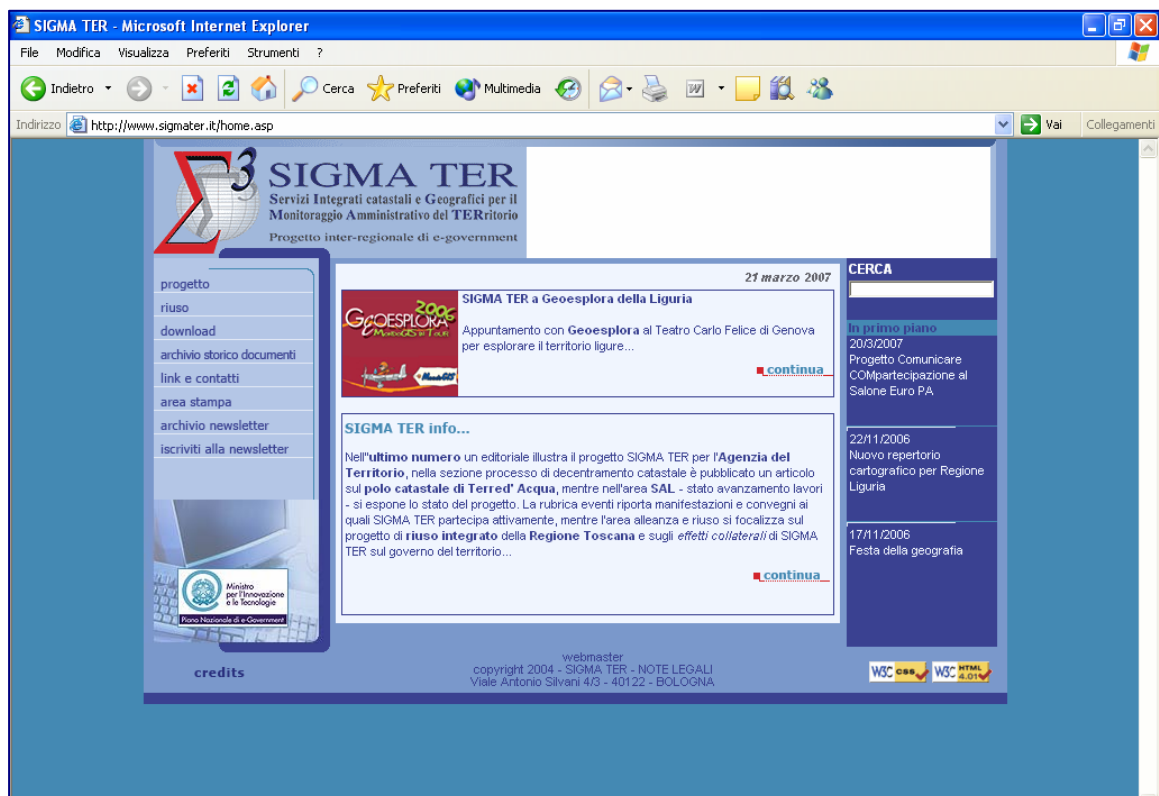 SIGMA TER - Microsoft Internet Explorer
File Modifica Visualizza Preferiti Strumenti ?
Indietro Cerca Preferiti Multimedia
Indirizzo http://www.sigmater.it/home.asp Vai Collegamenti
Σ3 SIGMA TER
Servizi Integrati catastali e Geografici per il
Monitoraggio Amministrativo del TERritorio
Progetto inter-regionale di e-government
progetto
riuso
download
archivio storico documenti
link e contatti
area stampa
archivio newsletter
iscriviti alla newsletter
Ministro
per l'Innovazione
e le Tecnologie
Piano Nazionale di e-Government
21 marzo 2007
2006
GEOESPLORA
MondoGIS in Tour
MondoGIS
SIGMA TER a Geoesplora della Liguria
Appuntamento con Geoesplora al Teatro Carlo Felice di Genova
per esplorare il territorio ligure...
continua
SIGMA TER info...
Nell"ultimo numero un editoriale illustra il progetto SIGMA TER per l'Agenzia del
Territorio, nella sezione processo di decentramento catastale è pubblicato un articolo
sul polo catastale di Terred' Acqua, mentre nell'area SAL - stato avanzamento lavori
- si espone lo stato del progetto. La rubrica eventi riporta manifestazioni e convegni ai
quali SIGMA TER partecipa attivamente, mentre l'area alleanza e riuso si focalizza sul
progetto di riuso integrato della Regione Toscana e sugli effetti collaterali di SIGMA
TER sul governo del territorio...
continua
CERCA
In primo piano
20/3/2007
Progetto Comunicare
COMpartecipazione al
Salone Euro PA
22/11/2006
Nuovo repertorio
cartografico per Regione
Liguria
17/11/2006
Festa della geografia
credits
webmaster
copyright 2004 - SIGMA TER - NOTE LEGALI
Viale Antonio Silvani 4/3 - 40122 - BOLOGNA
W3C css W3C HTML 4.01